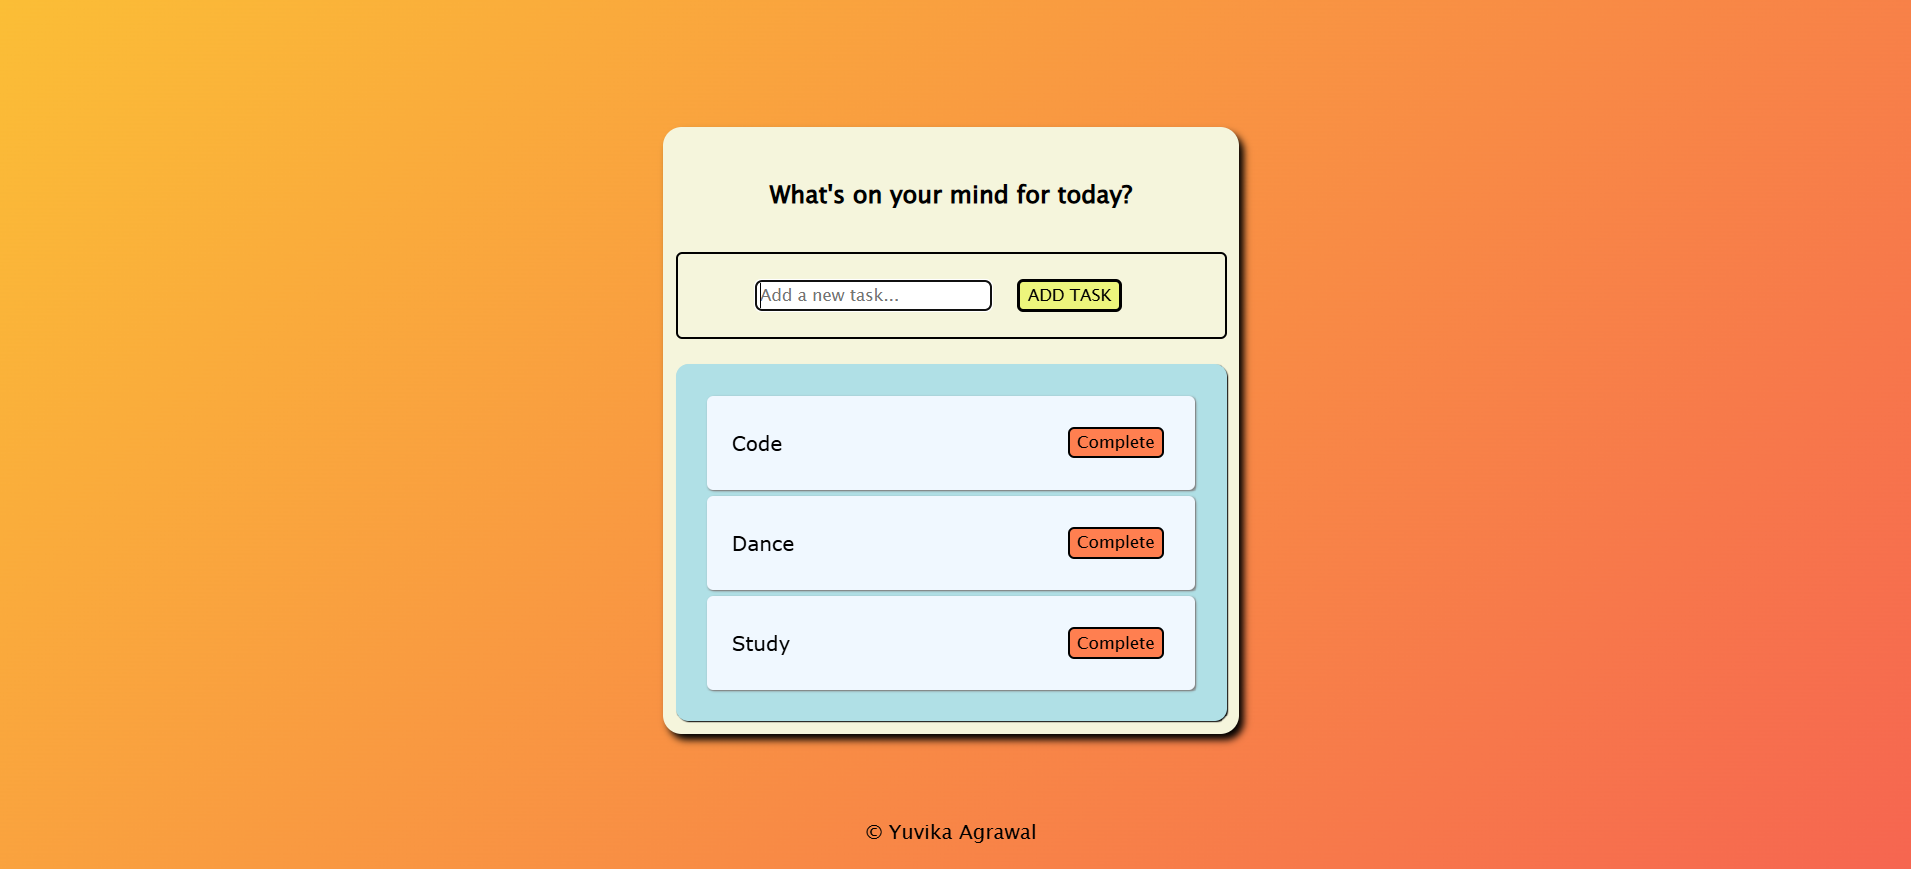 What's on your mind for today?
Add a new task... ADD TASK
Code Complete
Dance Complete
Study Complete
© Yuvika Agrawal